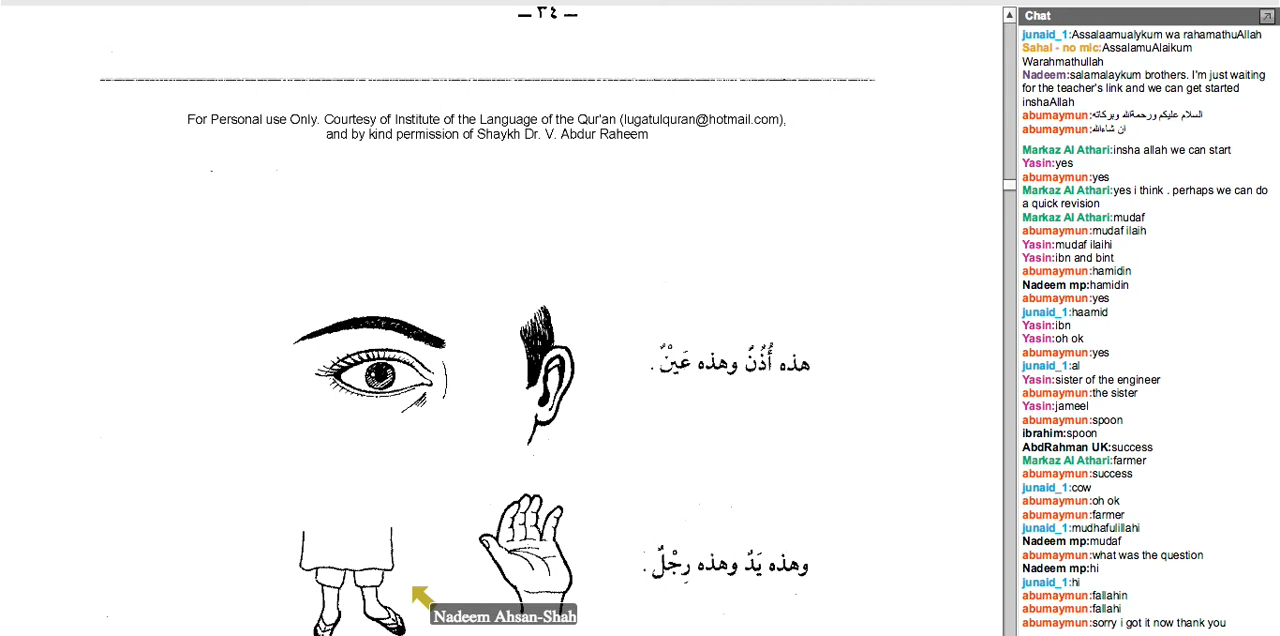 — ٣٤ —
For Personal use Only. Courtesy of Institute of the Language of the Qur'an (lugatulquran@hotmail.com),
and by kind permission of Shaykh Dr. V. Abdur Raheem
هذه أُذُنٌ وهذه عَيْنٌ .
وهذه يَدٌ وهذه رِجْلٌ .
Nadeem Ahsan-Shah
Chat
junaid_1:Assalaamualykum wa rahamathuAllah
Sahal - no mic:AssalamuAlaikum
Warahmathullah
Nadeem:salamalaykum brothers. I'm just waiting
for the teacher's link and we can get started
inshaAllah
abumaymun:السلام عليكم ورحمةالله وبركاته
abumaymun:ان شاءالله
Markaz Al Athari:insha allah we can start
Yasin:yes
abumaymun:yes
Markaz Al Athari:yes i think . perhaps we can do
a quick revision
Markaz Al Athari:mudaf
abumaymun:mudaf ilaih
Yasin:mudaf ilaihi
Yasin:ibn and bint
abumaymun:hamidin
Nadeem mp:hamidin
abumaymun:yes
junaid_1:haamid
Yasin:ibn
Yasin:oh ok
abumaymun:yes
junaid_1:al
Yasin:sister of the engineer
abumaymun:the sister
Yasin:jameel
abumaymun:spoon
ibrahim:spoon
AbdRahman UK:success
Markaz Al Athari:farmer
abumaymun:success
junaid_1:cow
abumaymun:oh ok
abumaymun:farmer
junaid_1:mudhafulillahi
Nadeem mp:mudaf
abumaymun:what was the question
Nadeem mp:hi
junaid_1:hi
abumaymun:fallahin
abumaymun:fallahi
abumaymun:sorry i got it now thank you